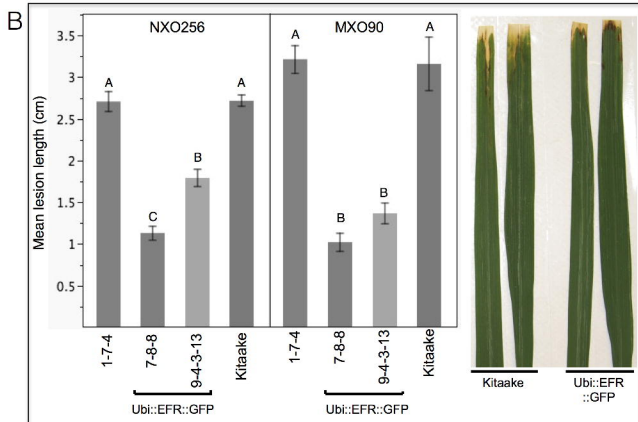 B
NXO256
MXO90
Mean lesion length (cm)
3.5
3
2.5
2
1.5
1
0.5
A
C
B
A
A
B
B
A
1-7-4
7-8-8
9-4-3-13
Kitaake
1-7-4
7-8-8
9-4-3-13
Kitaake
Ubi::EFR::GFP
Ubi::EFR::GFP
Kitaake
Ubi::EFR
::GFP